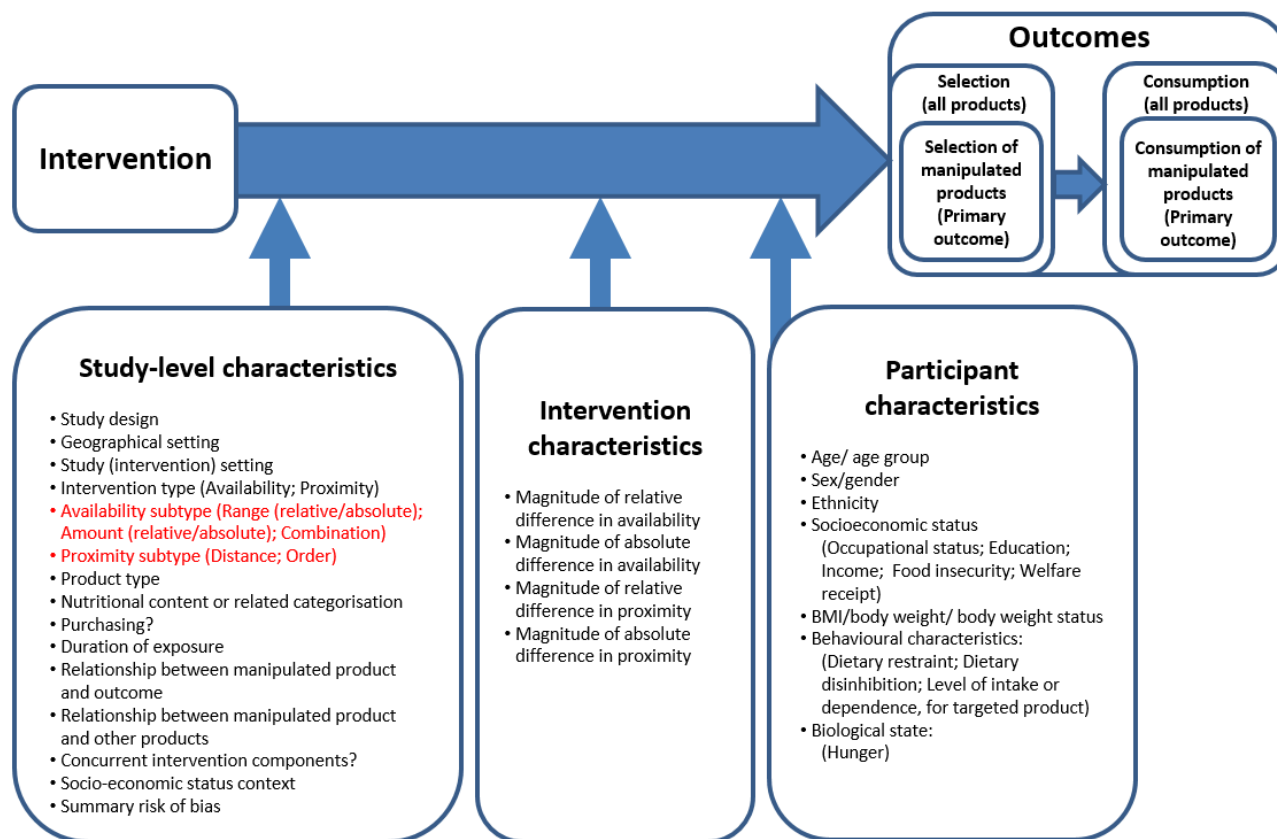 Outcomes
Intervention
Selection
(all products)
Selection of
manipulated
products
(Primary
outcome)
Consumption
(all products)
Consumption of
manipulated
products
(Primary
outcome)
Study-level characteristics
• Study design
• Geographical setting
• Study (intervention) setting
• Intervention type (Availability; Proximity)
• Availability subtype (Range (relative/absolute);
Amount (relative/absolute); Combination)
• Proximity subtype (Distance; Order)
• Product type
• Nutritional content or related categorisation
• Purchasing?
• Duration of exposure
• Relationship between manipulated product
and outcome
• Relationship between manipulated product
and other products
• Concurrent intervention components?
• Socio-economic status context
• Summary risk of bias
Intervention
characteristics
• Magnitude of relative
difference in availability
• Magnitude of absolute
difference in availability
• Magnitude of relative
difference in proximity
• Magnitude of absolute
difference in proximity
Participant
characteristics
• Age/ age group
• Sex/gender
• Ethnicity
• Socioeconomic status
(Occupational status; Education;
Income; Food insecurity; Welfare
receipt)
• BMI/body weight/ body weight status
• Behavioural characteristics:
(Dietary restraint; Dietary
disinhibition; Level of intake or
dependence, for targeted product)
• Biological state:
(Hunger)